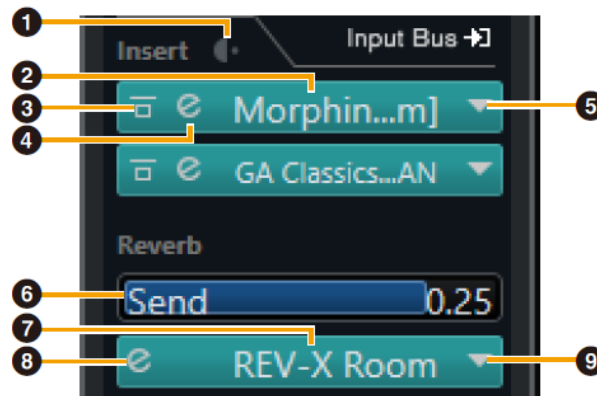 1
Insert Input Bus
2
3 e Morphin...m] 5
4
e GA Classics...AN
Reverb
6 Send 0.25
7
8 e REV-X Room 9